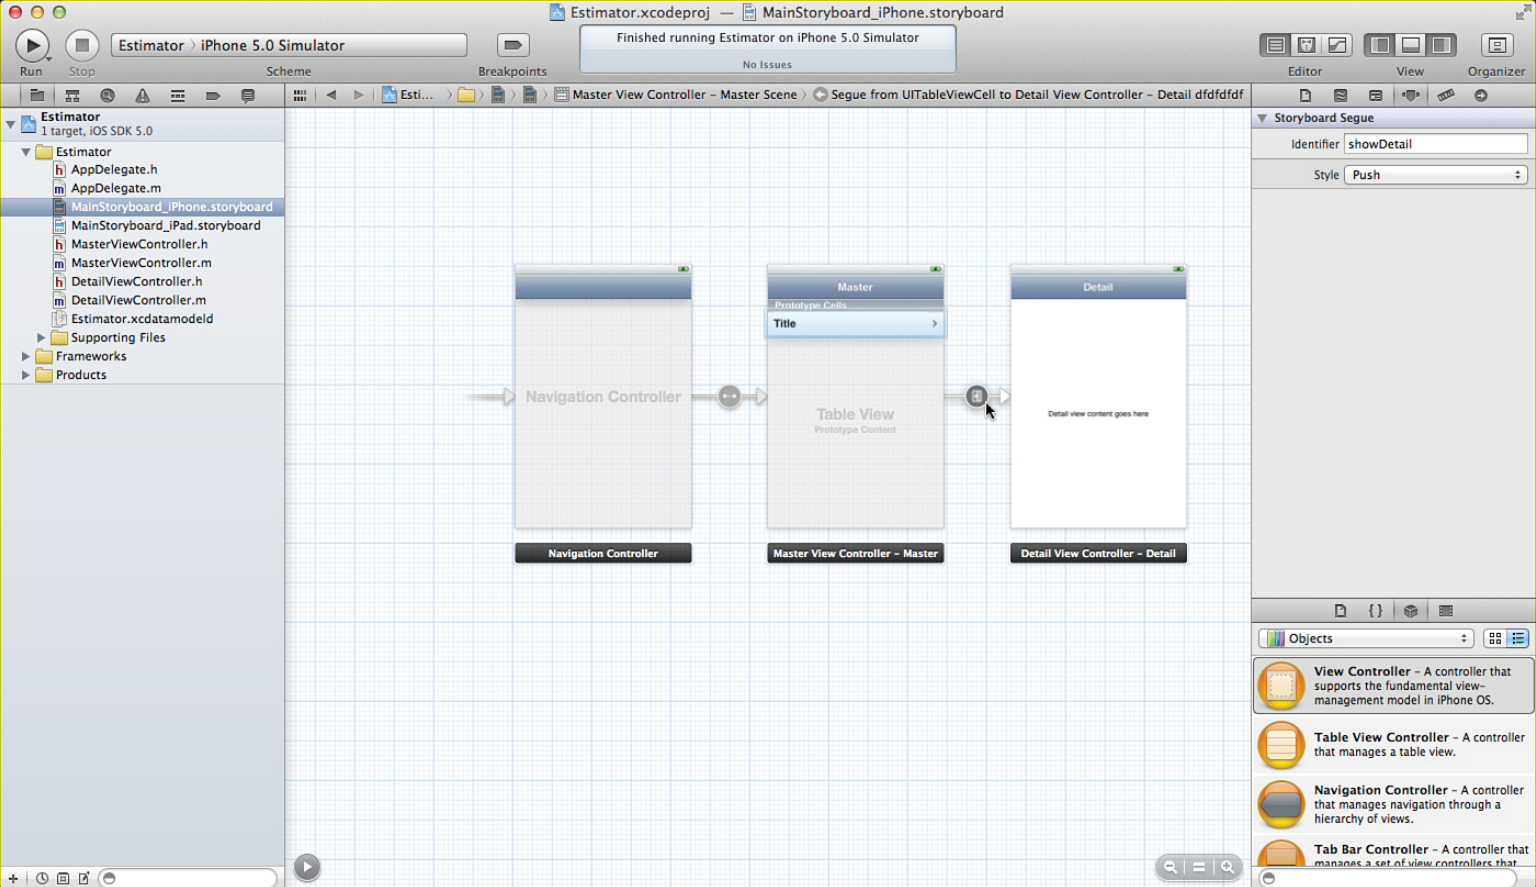 Estimator.xcodeproj — MainStoryboard_iPhone.storyboard
Run
Stop
Estimator 〉 iPhone 5.0 Simulator
Scheme
Breakpoints
Finished running Estimator on iPhone 5.0 Simulator
No Issues
Editor
View
Organizer
Esti...
Master View Controller – Master Scene
Segue from UITableViewCell to Detail View Controller – Detail dfdfdfdf
Estimator
1 target, iOS SDK 5.0
Estimator
AppDelegate.h
AppDelegate.m
MainStoryboard_iPhone.storyboard
MainStoryboard_iPad.storyboard
MasterViewController.h
MasterViewController.m
DetailViewController.h
DetailViewController.m
Estimator.xcdatamodeld
Supporting Files
Frameworks
Products
Navigation Controller
Navigation Controller
Master
Prototype Cells
Title
Table View
Prototype Content
Master View Controller – Master
Detail
Detail view content goes here
Detail View Controller – Detail
Storyboard Segue
Identifier showDetail
Style Push
Objects
View Controller – A controller that
supports the fundamental view-
management model in iPhone OS.
Table View Controller – A controller
that manages a table view.
Navigation Controller – A controller
that manages navigation through a
hierarchy of views.
Tab Bar Controller – A controller that
manages a set of view controllers that